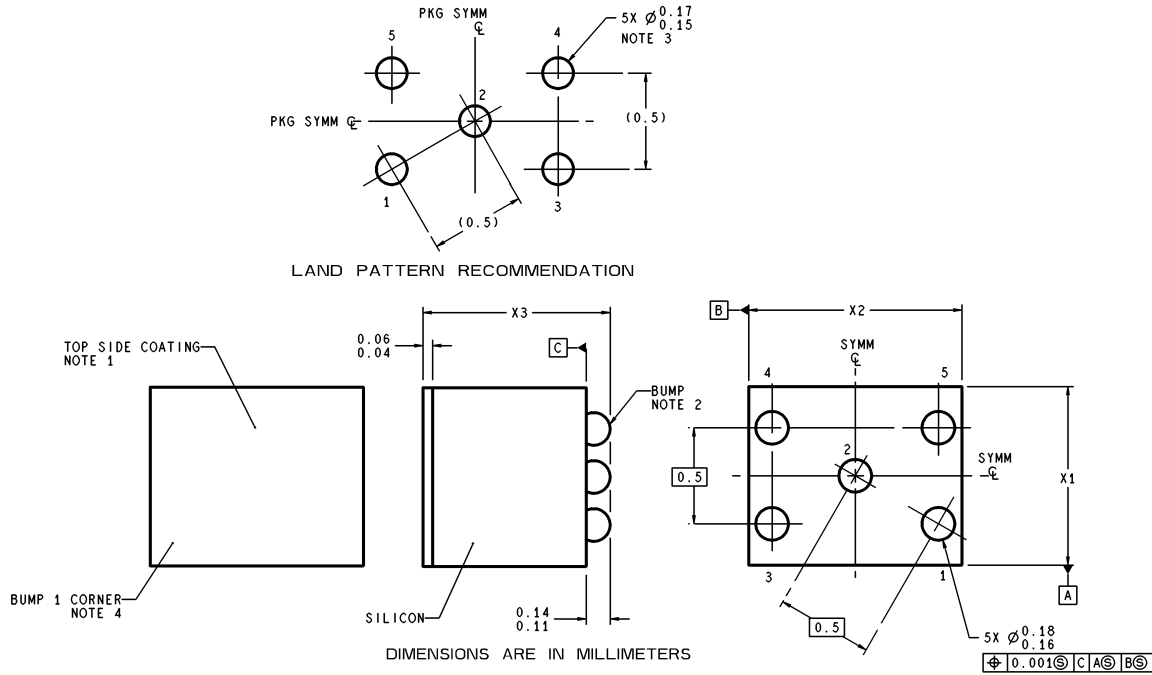 PKG SYMM
℄
5X Ø 0.17
0.15
NOTE 3
5
4
2
PKG SYMM ℄
(0.5)
1
3
(0.5)
LAND PATTERN RECOMMENDATION
X3
B
X2
0.06
0.04
C
TOP SIDE COATING
NOTE 1
SYMM
℄
4
5
BUMP
NOTE 2
2
SYMM
℄
0.5
X1
BUMP 1 CORNER
NOTE 4
SILICON
0.14
0.11
3
1
A
0.5
5X Ø 0.18
0.16
⌖ 0.001Ⓢ C AⓈ BⓈ
DIMENSIONS ARE IN MILLIMETERS